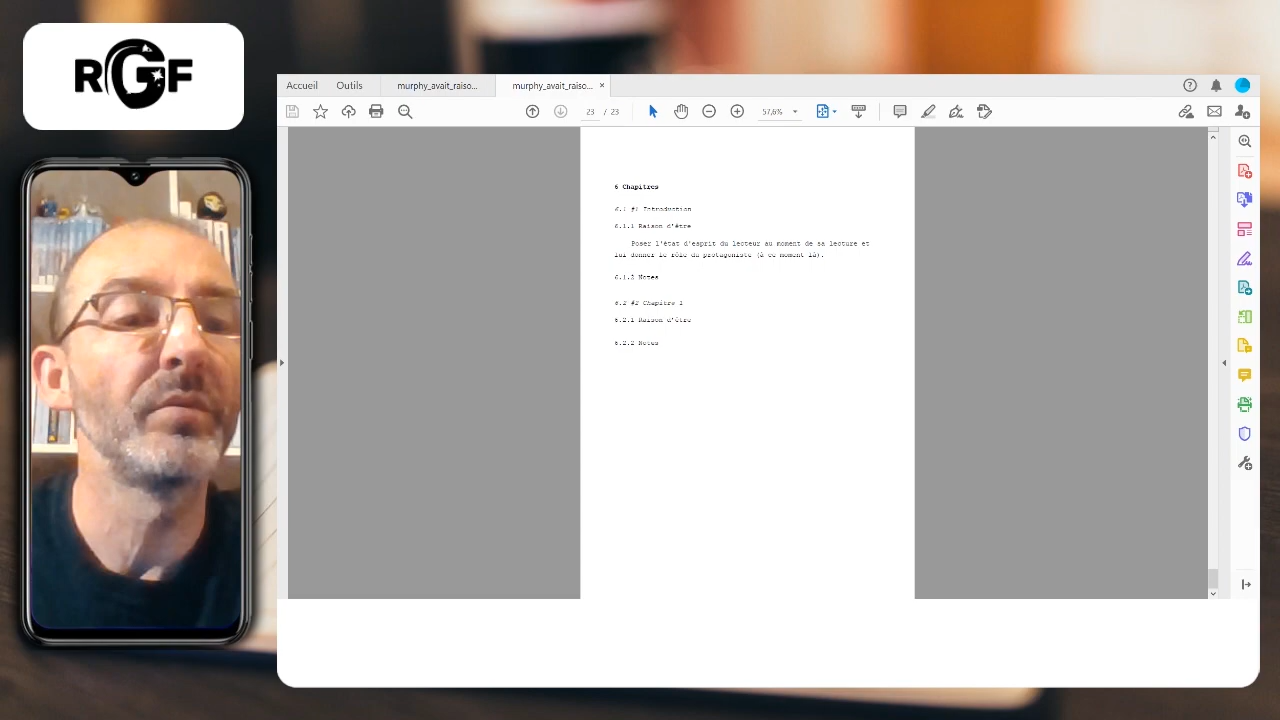 RGF
Accueil
Outils
murphy_avait_raiso...
murphy_avait_raiso... ×
23 / 23
57,6%
6 Chapitres
6.1 #1 Introduction
6.1.1 Raison d'être
Poser l'état d'esprit du lecteur au moment de sa lecture et
lui donner le rôle du protagoniste (à ce moment là).
6.1.2 Notes
6.2 #2 Chapitre 1
6.2.1 Raison d'être
6.2.2 Notes